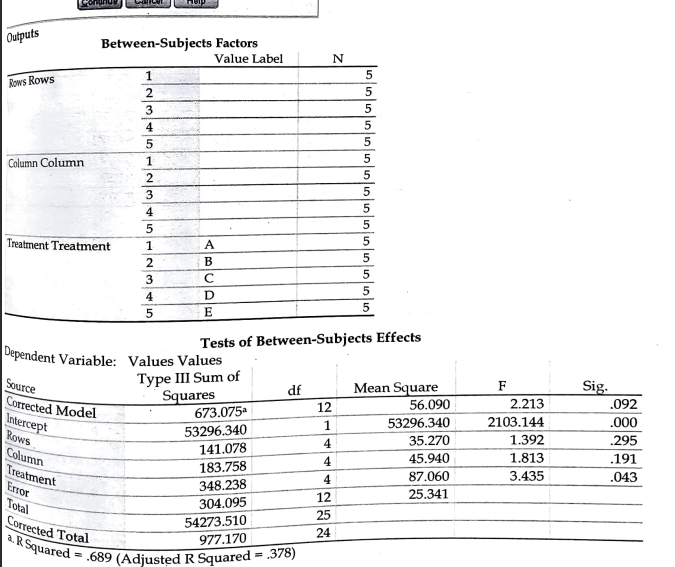 Continue Cancel Help
Outputs
Between-Subjects Factors
Value Label N
Rows Rows 1 5
2 5
3 5
4 5
5 5
Column Column 1 5
2 5
3 5
4 5
5 5
Treatment Treatment 1 A 5
2 B 5
3 C 5
4 D 5
5 E 5
Tests of Between-Subjects Effects
Dependent Variable: Values Values
Source Type III Sum of Squares df Mean Square F Sig.
Corrected Model 673.075a 12 56.090 2.213 .092
Intercept 53296.340 1 53296.340 2103.144 .000
Rows 141.078 4 35.270 1.392 .295
Column 183.758 4 45.940 1.813 .191
Treatment 348.238 4 87.060 3.435 .043
Error 304.095 12 25.341
Total 54273.510 25
Corrected Total 977.170 24
a. R Squared = .689 (Adjusted R Squared = .378)